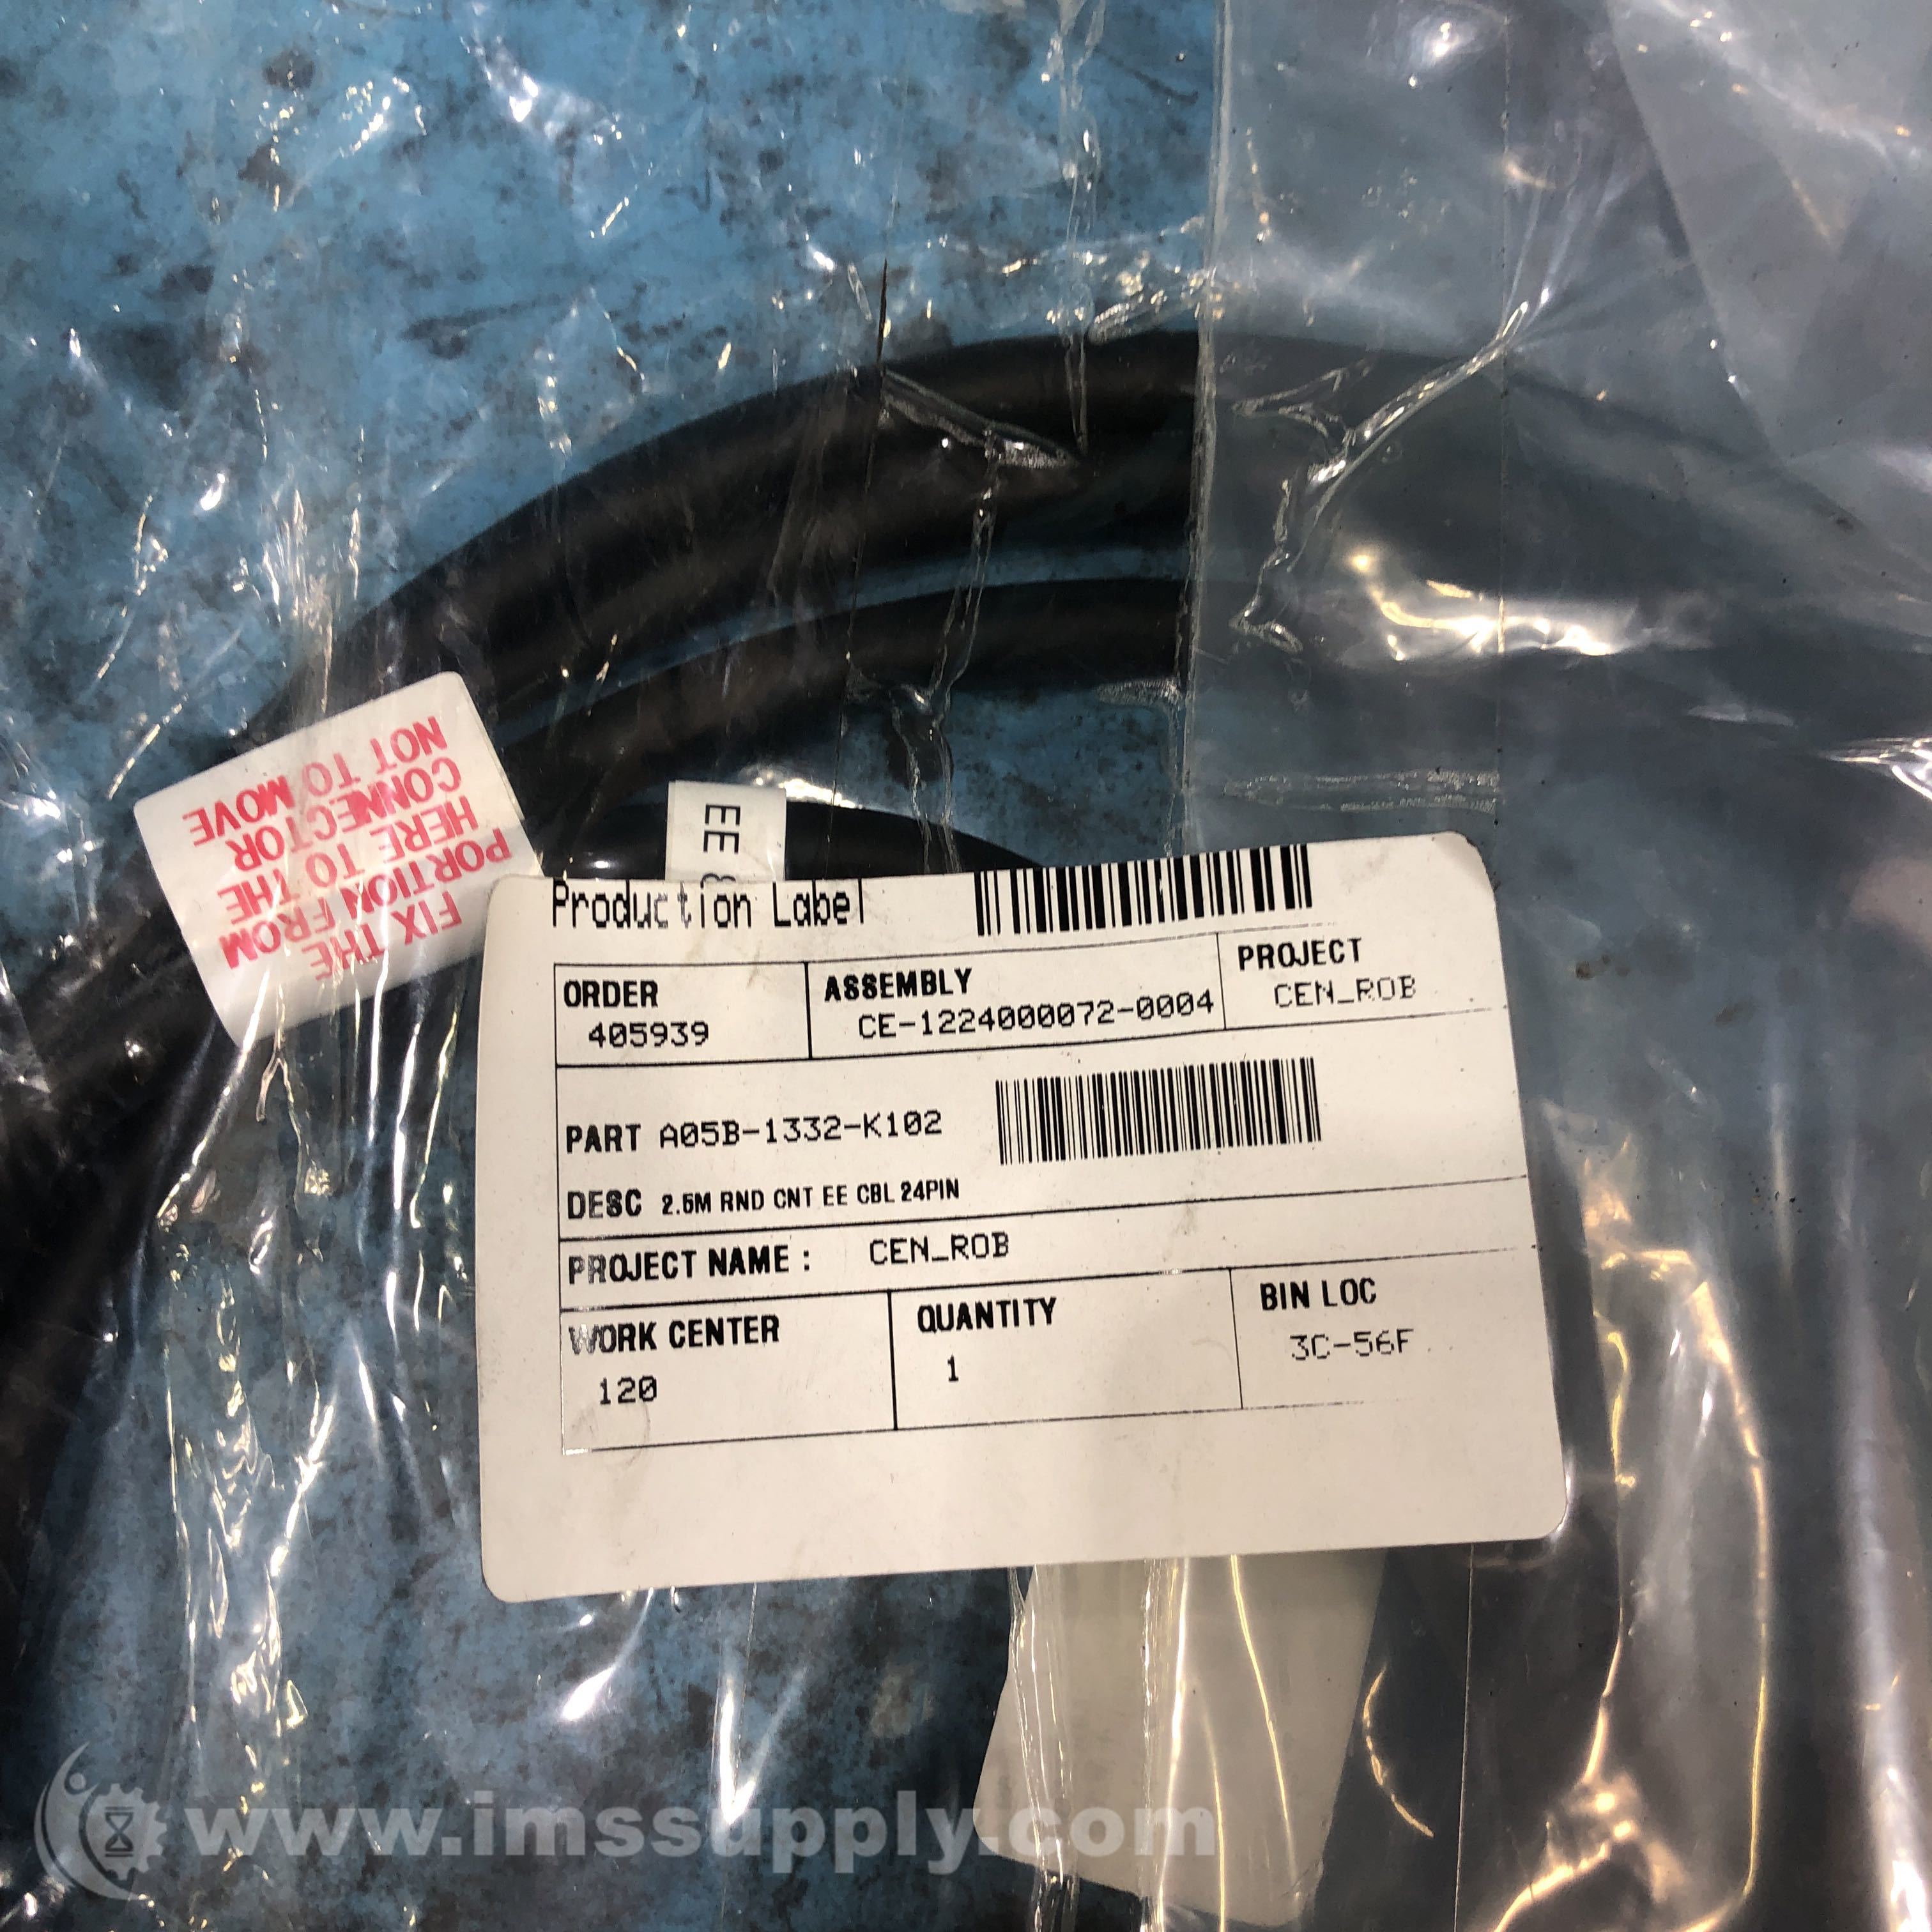 FIX THE
PORTION FROM
HERE TO THE
CONNECTOR
NOT TO MOVE
EE
Production Label
ORDER
405939
ASSEMBLY
CE-1224000072-0004
PROJECT
CEN_ROB
PART A05B-1332-K102
DESC 2.5M RND CNT EE CBL 24PIN
PROJECT NAME : CEN_ROB
WORK CENTER
120
QUANTITY
1
BIN LOC
3C-56F
www.imssupply.com